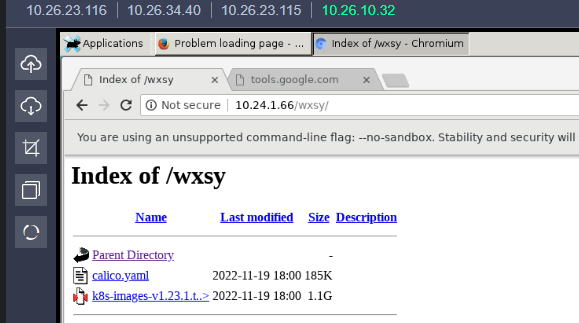 10.26.23.116 10.26.34.40 10.26.23.115 10.26.10.32
Applications Problem loading page - ... Index of /wxsy - Chromium
Index of /wxsy tools.google.com
Not secure 10.24.1.66/wxsy/
You are using an unsupported command-line flag: --no-sandbox. Stability and security will
Index of /wxsy
Name Last modified Size Description
Parent Directory -
calico.yaml 2022-11-19 18:00 185K
k8s-images-v1.23.1.t..> 2022-11-19 18:00 1.1G